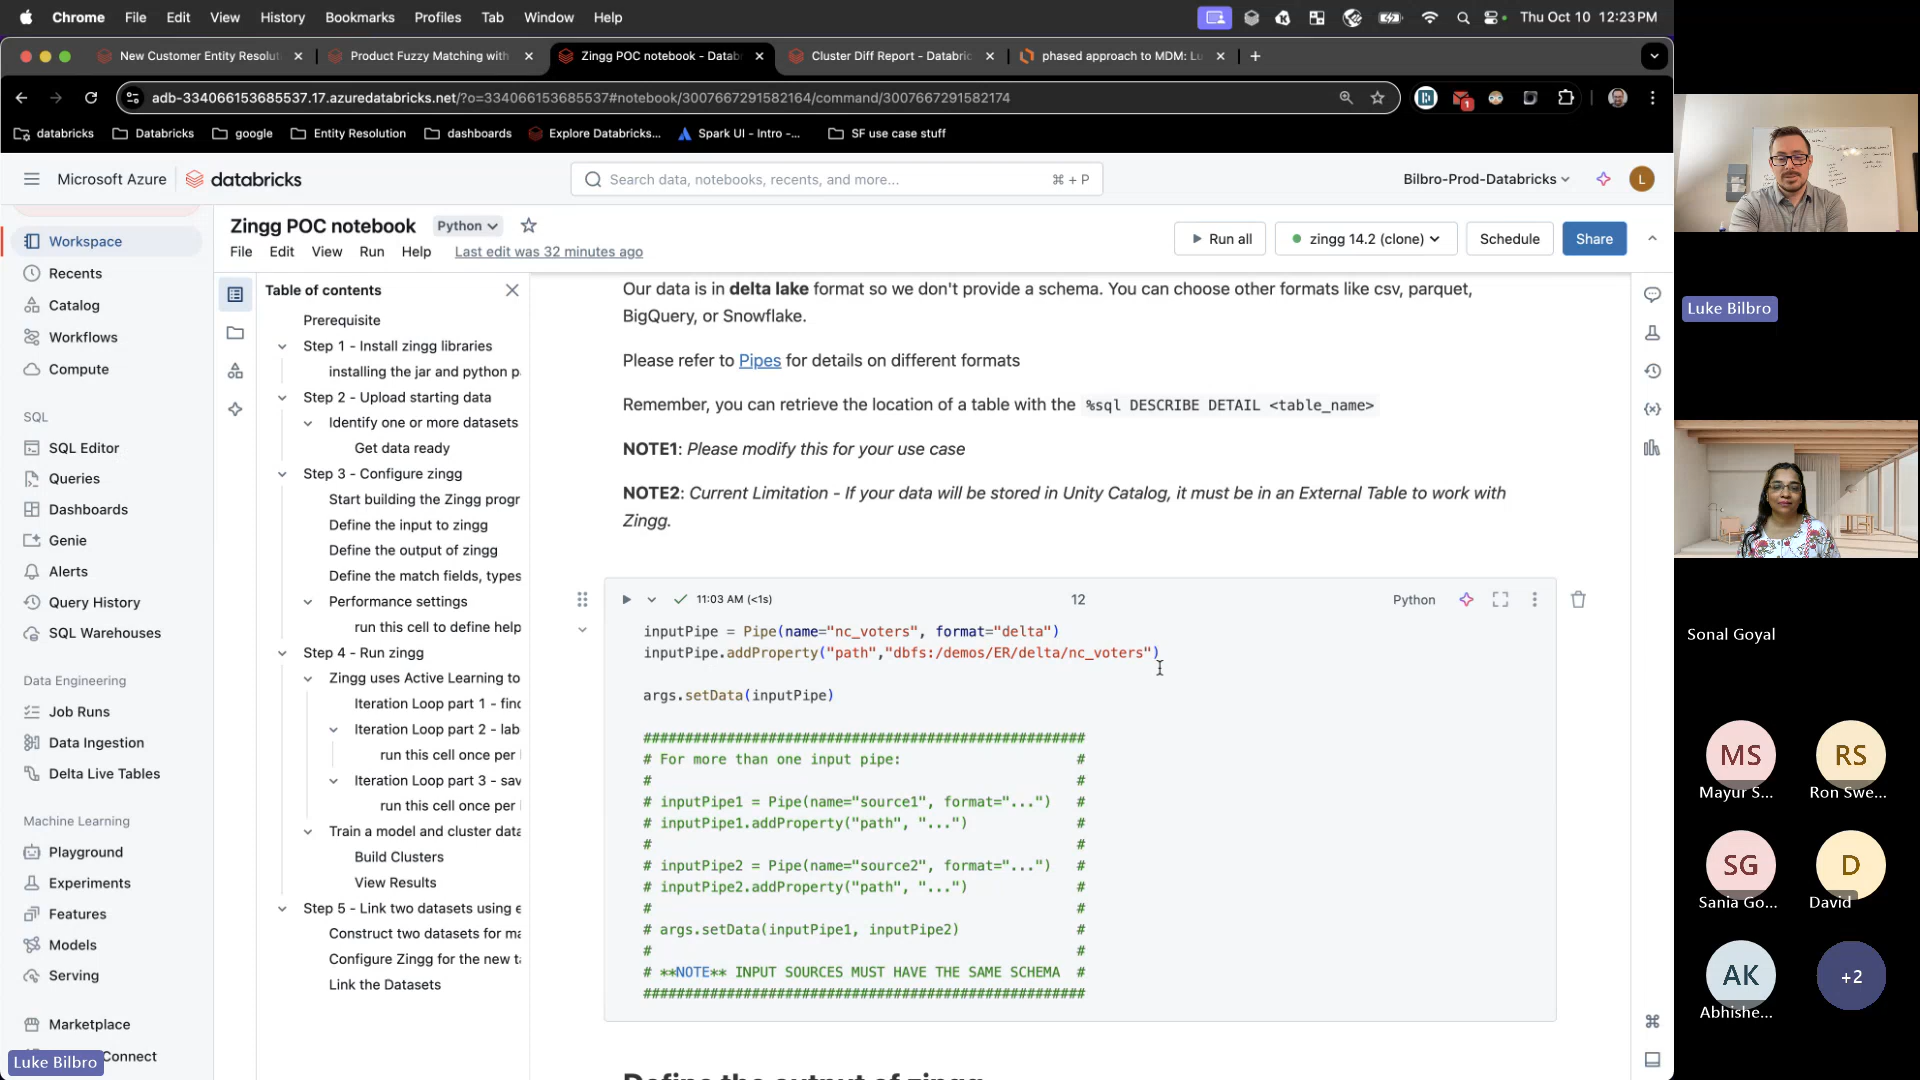 Chrome File Edit View History Bookmarks Profiles Tab Window Help Thu Oct 10 12:23 PM
New Customer Entity Resolut
Product Fuzzy Matching with
Zingg POC notebook - Datab
Cluster Diff Report - Databric
phased approach to MDM: Lu
adb-334066153685537.17.azuredatabricks.net/?o=334066153685537#notebook/3007667291582164/command/3007667291582174
1
databricks Databricks google Entity Resolution dashboards Explore Databricks... Spark UI - Intro -... SF use case stuff
Microsoft Azure databricks
Search data, notebooks, recents, and more... ⌘ + P
Bilbro-Prod-Databricks L
Workspace
Recents
Catalog
Workflows
Compute
SQL
SQL Editor
Queries
Dashboards
Genie
Alerts
Query History
SQL Warehouses
Data Engineering
Job Runs
Data Ingestion
Delta Live Tables
Machine Learning
Playground
Experiments
Features
Models
Serving
Marketplace
Connect
Luke Bilbro
Zingg POC notebook Python
File Edit View Run Help Last edit was 32 minutes ago
Run all zingg 14.2 (clone) Schedule Share
Table of contents
Prerequisite
Step 1 - Install zingg libraries
installing the jar and python p
Step 2 - Upload starting data
Identify one or more datasets
Get data ready
Step 3 - Configure zingg
Start building the Zingg progr
Define the input to zingg
Define the output of zingg
Define the match fields, types
Performance settings
run this cell to define help
Step 4 - Run zingg
Zingg uses Active Learning to
Iteration Loop part 1 - find
Iteration Loop part 2 - lab
run this cell once per
Iteration Loop part 3 - sav
run this cell once per
Train a model and cluster data
Build Clusters
View Results
Step 5 - Link two datasets using e
Construct two datasets for ma
Configure Zingg for the new t
Link the Datasets
Our data is in delta lake format so we don't provide a schema. You can choose other formats like csv, parquet,
BigQuery, or Snowflake.
Please refer to Pipes for details on different formats
Remember, you can retrieve the location of a table with the %sql DESCRIBE DETAIL <table_name>
NOTE1: Please modify this for your use case
NOTE2: Current Limitation - If your data will be stored in Unity Catalog, it must be in an External Table to work with
Zingg.
11:03 AM (<1s) 12 Python
inputPipe = Pipe(name="nc_voters", format="delta")
inputPipe.addProperty("path","dbfs:/demos/ER/delta/nc_voters")
args.setData(inputPipe)
#####################################################
# For more than one input pipe: #
# #
# inputPipe1 = Pipe(name="source1", format="...") #
# inputPipe1.addProperty("path", "...") #
# #
# inputPipe2 = Pipe(name="source2", format="...") #
# inputPipe2.addProperty("path", "...") #
# #
# args.setData(inputPipe1, inputPipe2) #
# #
# **NOTE** INPUT SOURCES MUST HAVE THE SAME SCHEMA #
#####################################################
Define the output of zingg
Luke Bilbro
Sonal Goyal
MS RS
Mayur S... Ron Swe...
SG D
Sania Go... David
AK +2
Abhishe...